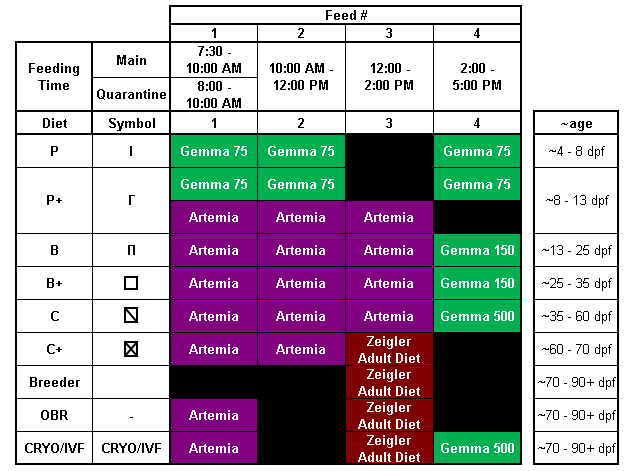 Feed #
1 2 3 4
Feeding Time Main 7:30 - 10:00 AM 10:00 AM - 12:00 PM 12:00 - 2:00 PM 2:00 - 5:00 PM
Quarantine 8:00 - 10:00 AM
Diet Symbol 1 2 3 4 ~age
P I Gemma 75 Gemma 75 Gemma 75 ~4 - 8 dpf
P+ Γ Gemma 75 Gemma 75 Gemma 75 ~8 - 13 dpf
Artemia Artemia Artemia
B Π Artemia Artemia Artemia Gemma 150 ~13 - 25 dpf
B+ Artemia Artemia Artemia Gemma 150 ~25 - 35 dpf
C Artemia Artemia Artemia Gemma 500 ~35 - 60 dpf
C+ Artemia Artemia Zeigler Adult Diet ~60 - 70 dpf
Breeder Zeigler Adult Diet ~70 - 90+ dpf
OBR - Artemia Zeigler Adult Diet ~70 - 90+ dpf
CRYO/IVF CRYO/IVF Artemia Zeigler Adult Diet Gemma 500 ~70 - 90+ dpf